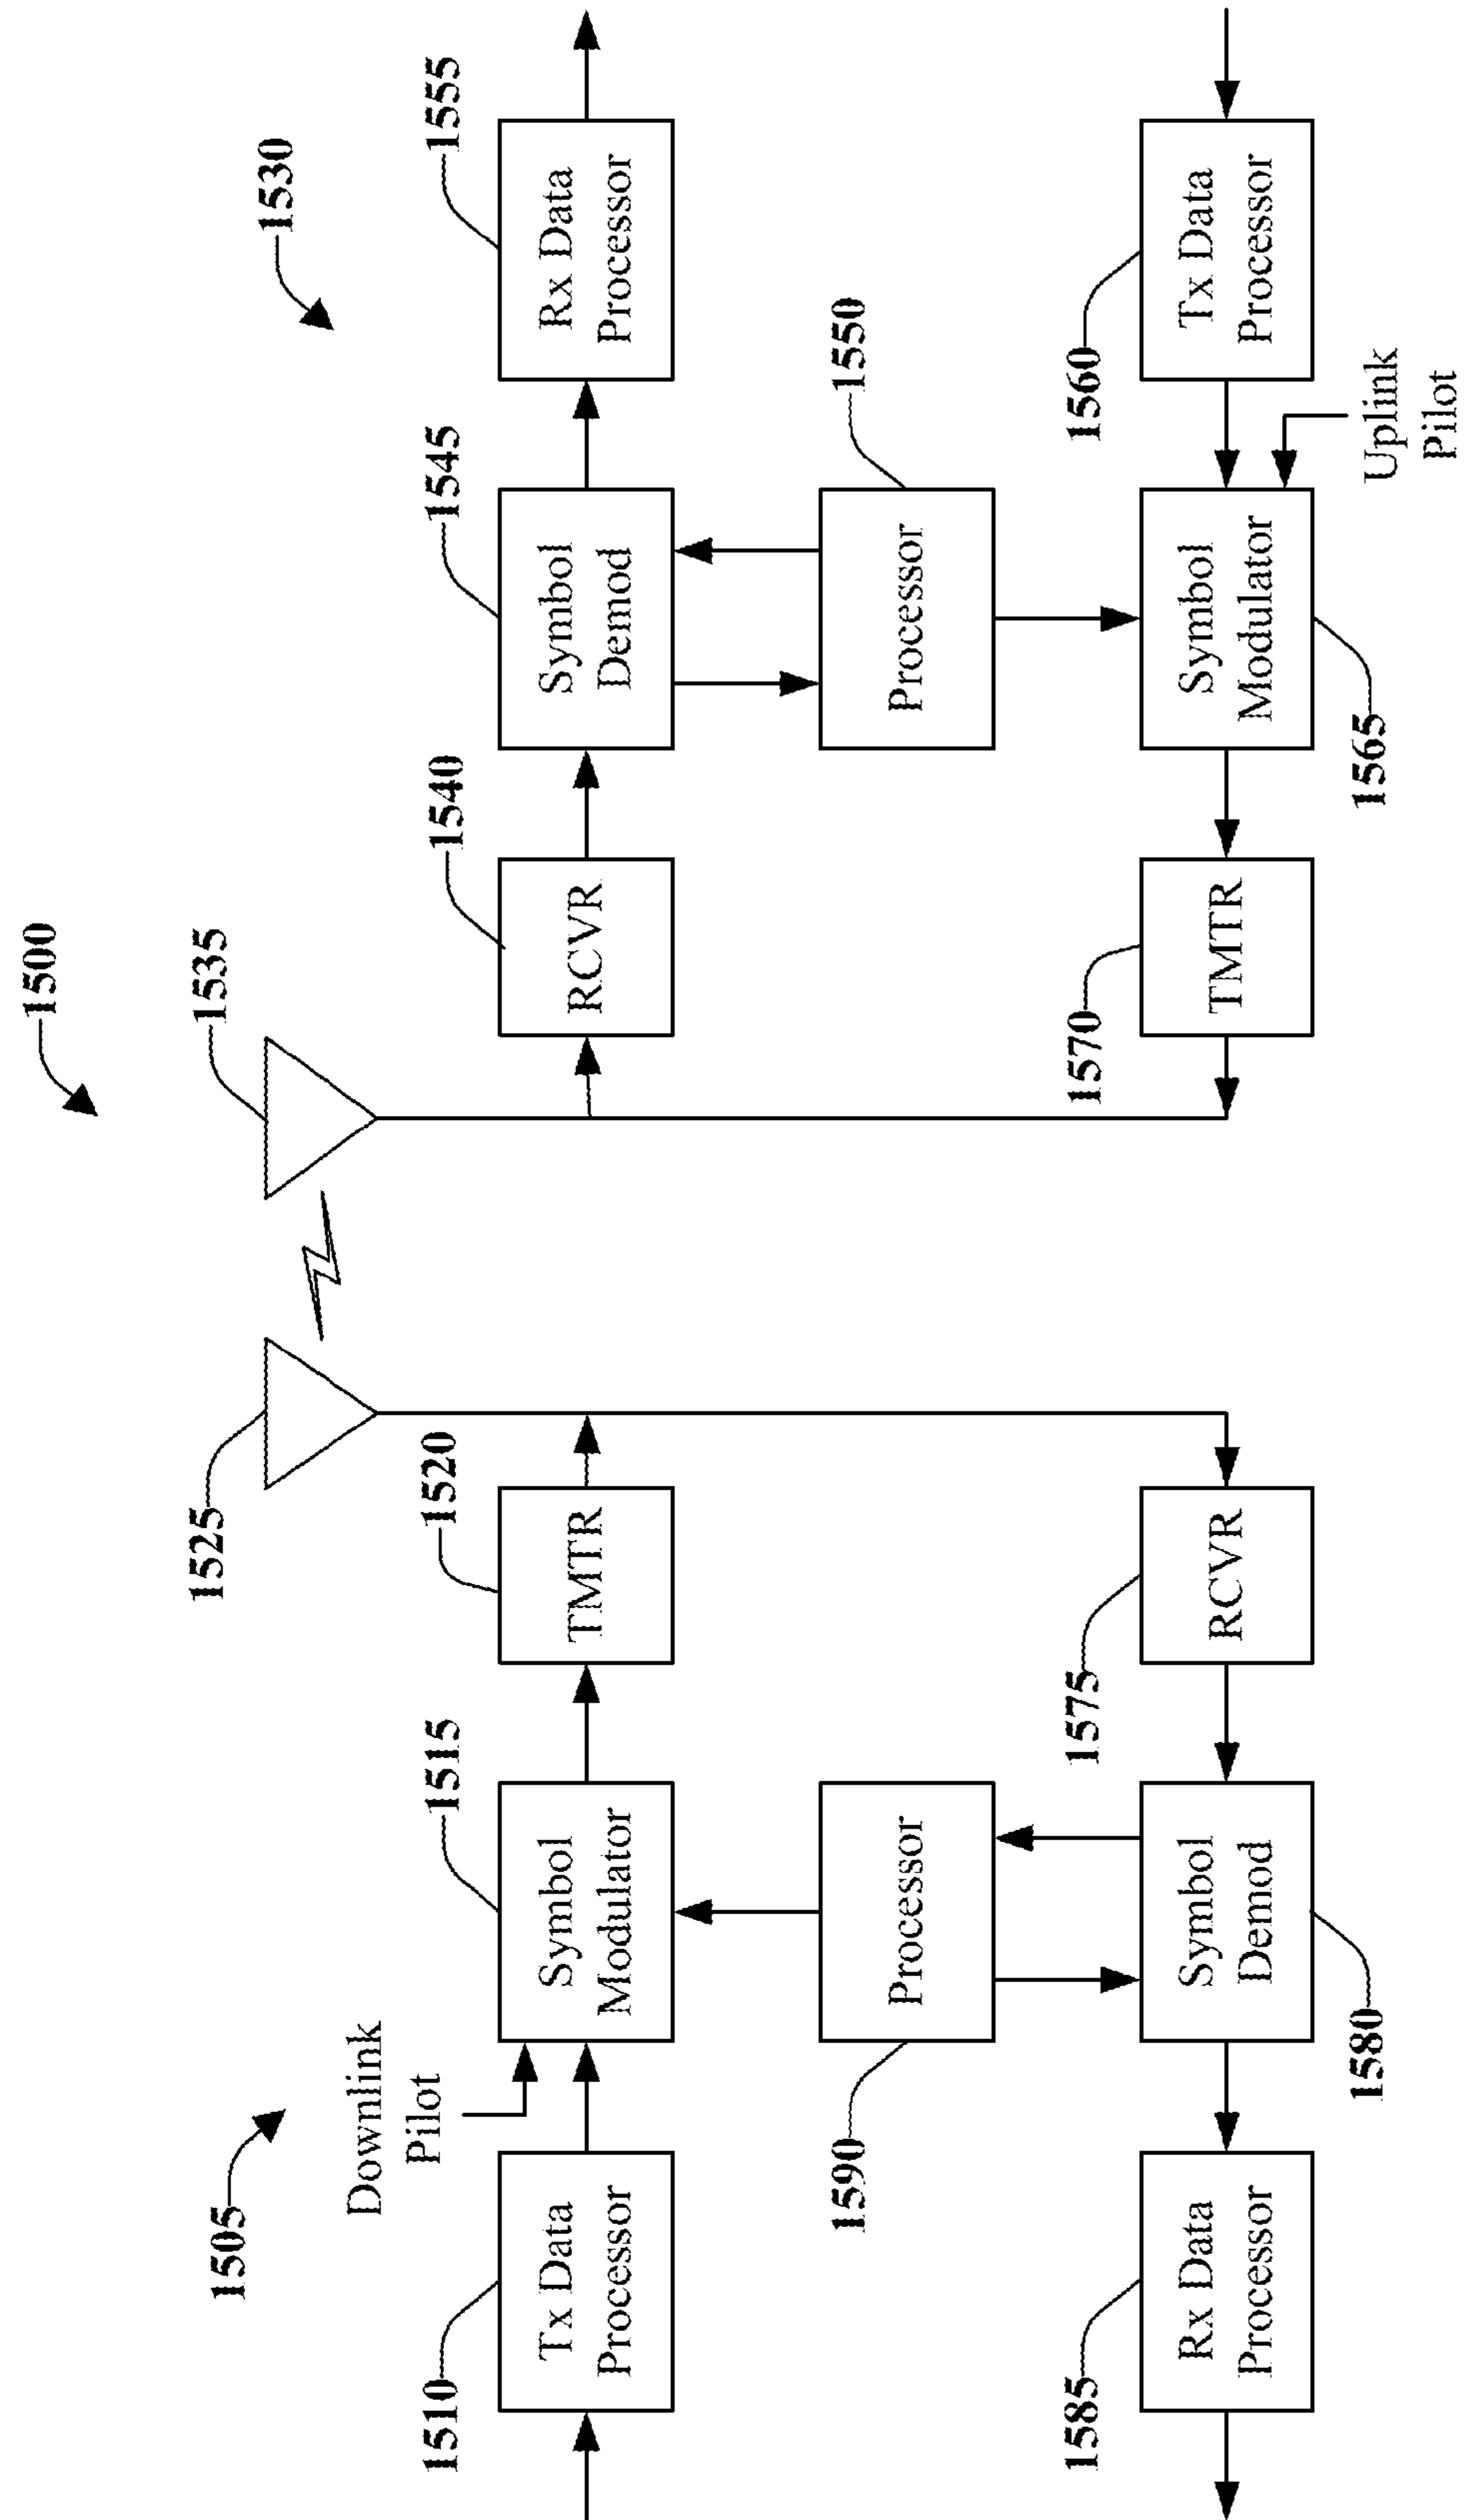 1500
1505
1525
1535
1530
Downlink
Pilot
1510
1515
1520
1540
1545
1555
Tx Data
Processor
Symbol
Modulator
TMTR
RCVR
Symbol
Demod
Rx Data
Processor
1590
1550
Processor
Processor
1585
1575
1570
1560
Rx Data
Processor
Symbol
Demod
RCVR
TMTR
Symbol
Modulator
Tx Data
Processor
1580
1565
Uplink
Pilot